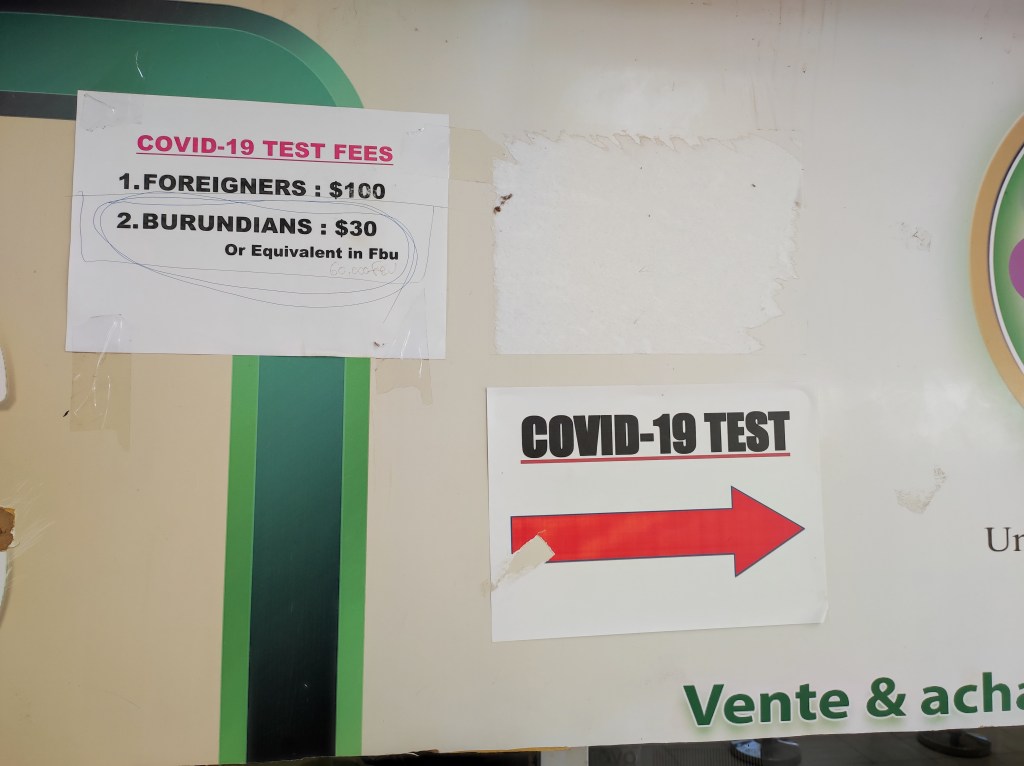 COVID-19 TEST FEES
1.FOREIGNERS : $100
2.BURUNDIANS : $30
Or Equivalent in Fbu
COVID-19 TEST
Un
Vente & acha